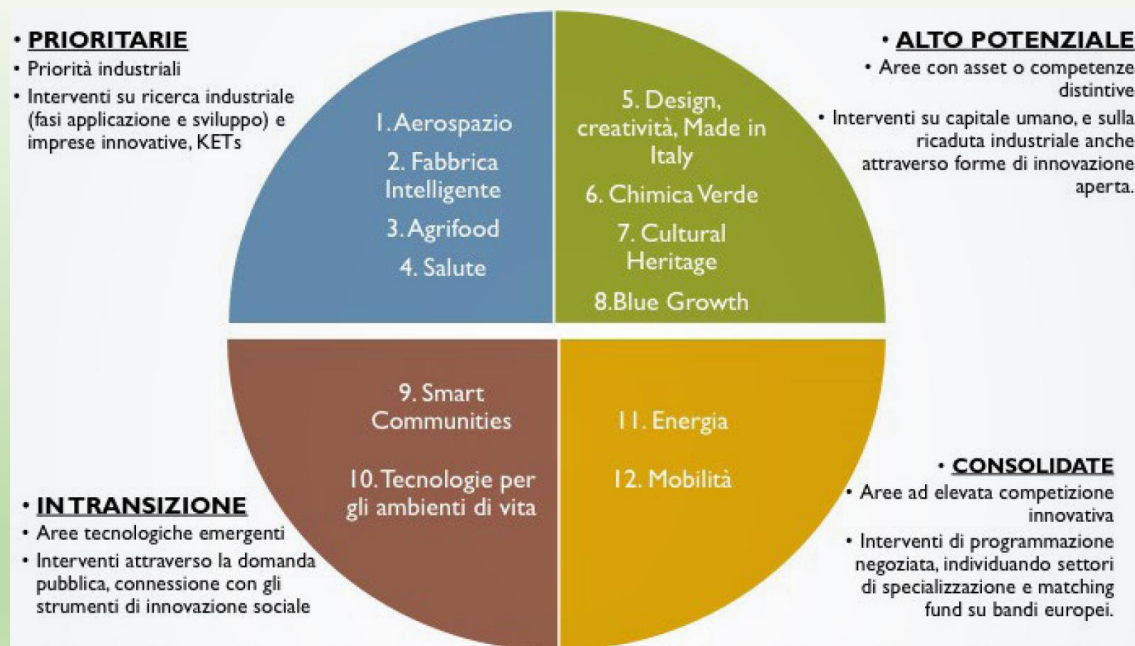 • PRIORITARIE
• Priorità industriali
• Interventi su ricerca industriale
(fasi applicazione e sviluppo) e
imprese innovative, KETs
1. Aerospazio
2. Fabbrica
Intelligente
3. Agrifood
4. Salute
5. Design,
creatività, Made in
Italy
6. Chimica Verde
7. Cultural
Heritage
8.Blue Growth
• ALTO POTENZIALE
• Aree con asset o competenze
distintive
• Interventi su capitale umano, e sulla
ricaduta industriale anche
attraverso forme di innovazione
aperta.
• IN TRANSIZIONE
• Aree tecnologiche emergenti
• Interventi attraverso la domanda
pubblica, connessione con gli
strumenti di innovazione sociale
9. Smart
Communities
10. Tecnologie per
gli ambienti di vita
11. Energia
12. Mobilità
• CONSOLIDATE
• Aree ad elevata competizione
innovativa
• Interventi di programmazione
negoziata, individuando settori
di specializzazione e matching
fund su bandi europei.